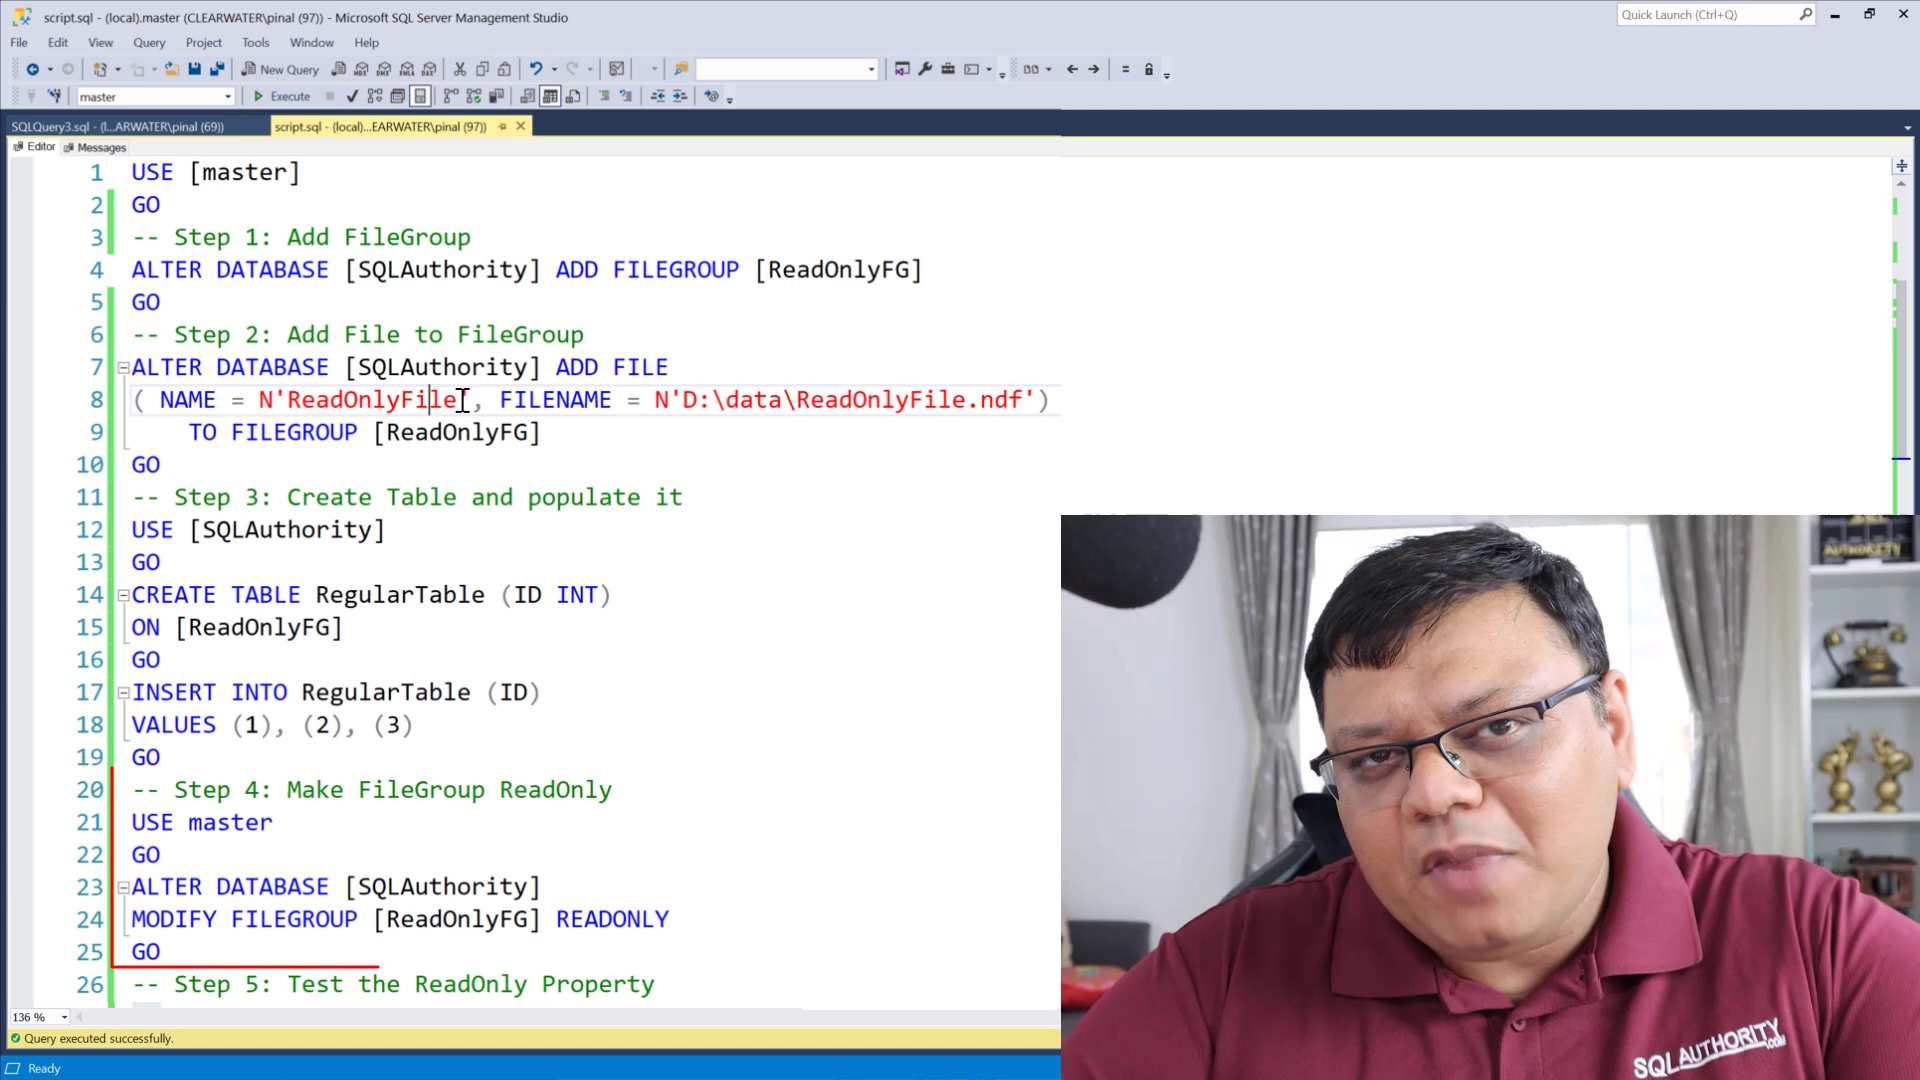 script.sql - (local).master (CLEARWATER\pinal (97)) - Microsoft SQL Server Management Studio
Quick Launch (Ctrl+Q)
File Edit View Query Project Tools Window Help
New Query
master
Execute
SQLQuery3.sql - (l...ARWATER\pinal (69))
script.sql - (local)...EARWATER\pinal (97))
Editor
Messages
1 USE [master]
2 GO
3 -- Step 1: Add FileGroup
4 ALTER DATABASE [SQLAuthority] ADD FILEGROUP [ReadOnlyFG]
5 GO
6 -- Step 2: Add File to FileGroup
7 ALTER DATABASE [SQLAuthority] ADD FILE
8 ( NAME = N'ReadOnlyFile', FILENAME = N'D:\data\ReadOnlyFile.ndf')
9 TO FILEGROUP [ReadOnlyFG]
10 GO
11 -- Step 3: Create Table and populate it
12 USE [SQLAuthority]
13 GO
14 CREATE TABLE RegularTable (ID INT)
15 ON [ReadOnlyFG]
16 GO
17 INSERT INTO RegularTable (ID)
18 VALUES (1), (2), (3)
19 GO
20 -- Step 4: Make FileGroup ReadOnly
21 USE master
22 GO
23 ALTER DATABASE [SQLAuthority]
24 MODIFY FILEGROUP [ReadOnlyFG] READONLY
25 GO
26 -- Step 5: Test the ReadOnly Property
136 %
Query executed successfully.
Ready
AUTHORITY
SQLAUTHORITY.com